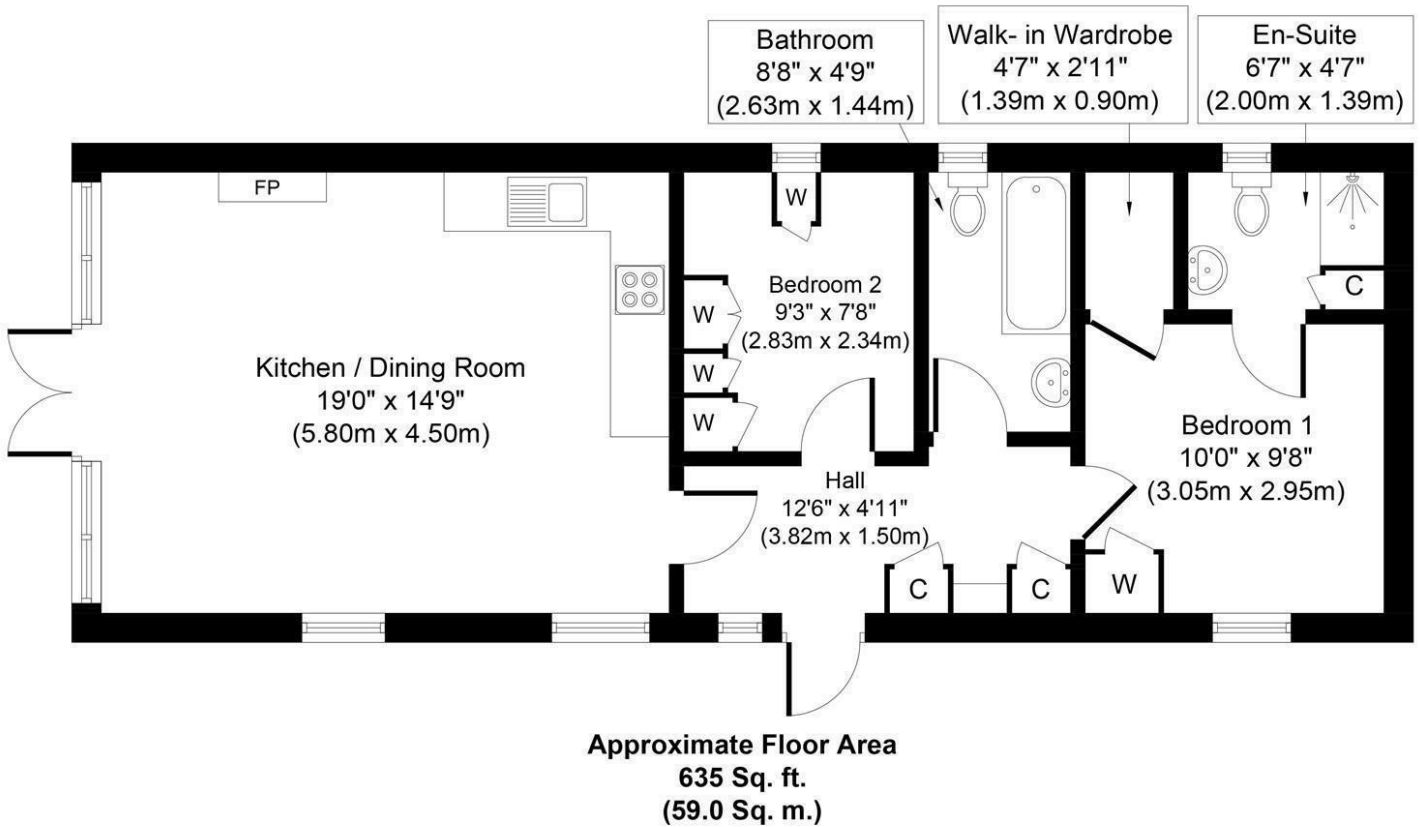 Bathroom
8'8" x 4'9"
(2.63m x 1.44m)
Walk- in Wardrobe
4'7" x 2'11"
(1.39m x 0.90m)
En-Suite
6'7" x 4'7"
(2.00m x 1.39m)
FP
W
Bedroom 2
9'3" x 7'8"
(2.83m x 2.34m)
W
W
W
C
Kitchen / Dining Room
19'0" x 14'9"
(5.80m x 4.50m)
Bedroom 1
10'0" x 9'8"
(3.05m x 2.95m)
Hall
12'6" x 4'11"
(3.82m x 1.50m)
C
C
W
Approximate Floor Area
635 Sq. ft.
(59.0 Sq. m.)